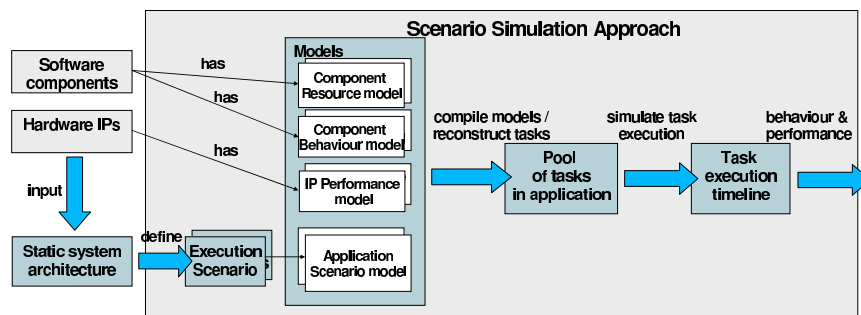 Scenario Simulation Approach
Software
components
Hardware IPs
input
Static system
architecture
has
has
has
define
Execution
Scenario
s
Models
Component
Resource model
Component
Behaviour model
IP Performance
model
Application
Scenario model
compile models /
reconstruct tasks
Pool
of tasks
in application
simulate task
execution
Task
execution
timeline
behaviour &
performance